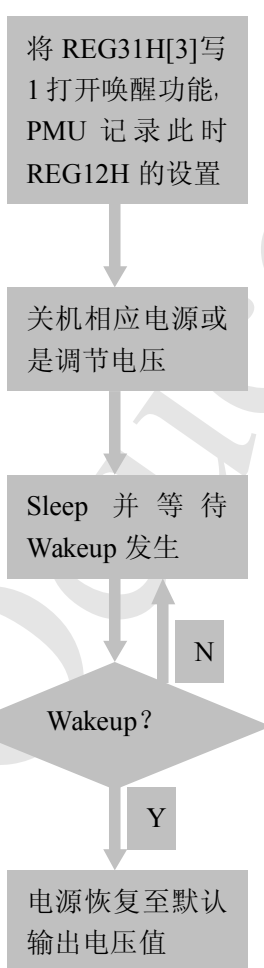 将 REG31H[3]写
1 打开唤醒功能,
PMU 记录此时
REG12H 的设置
关机相应电源或
是调节电压
Sleep 并等待
Wakeup 发生
N
Wakeup？
Y
电源恢复至默认
输出电压值